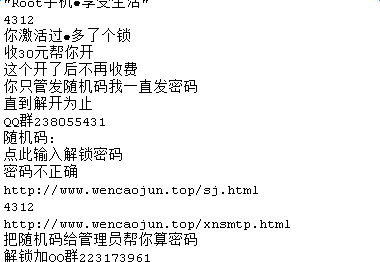 "Root手机●享受生活"
4312
你激活过●多了个锁
收30元帮你开
这个开了后不再收费
你只管发随机码我一直发密码
直到解开为止
QQ群238055431
随机码:
点此输入解锁密码
密码不正确
http://www.wencaojun.top/sj.html
4312
http://www.wencaojun.top/xnsmtp.html
把随机码给管理员帮你算密码
解锁加QQ群223173961